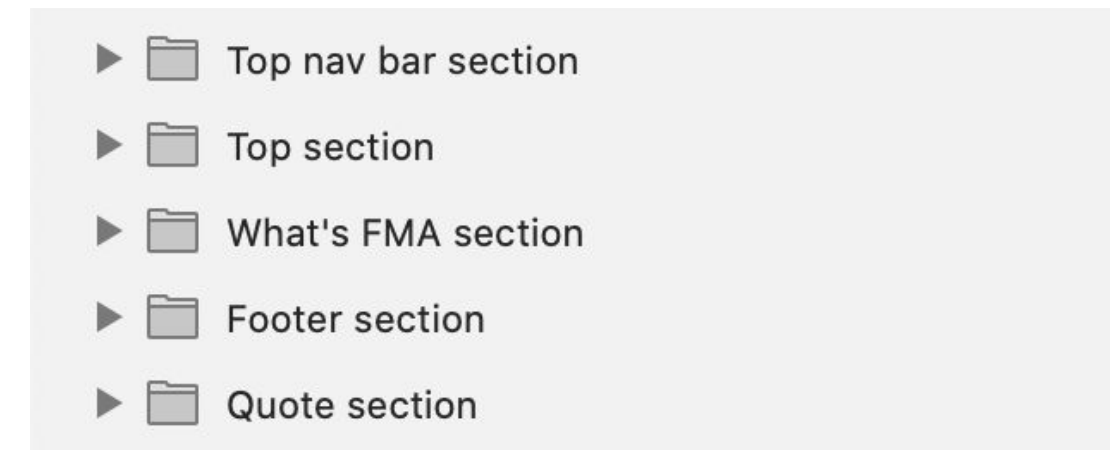 Top nav bar section
Top section
What's FMA section
Footer section
Quote section